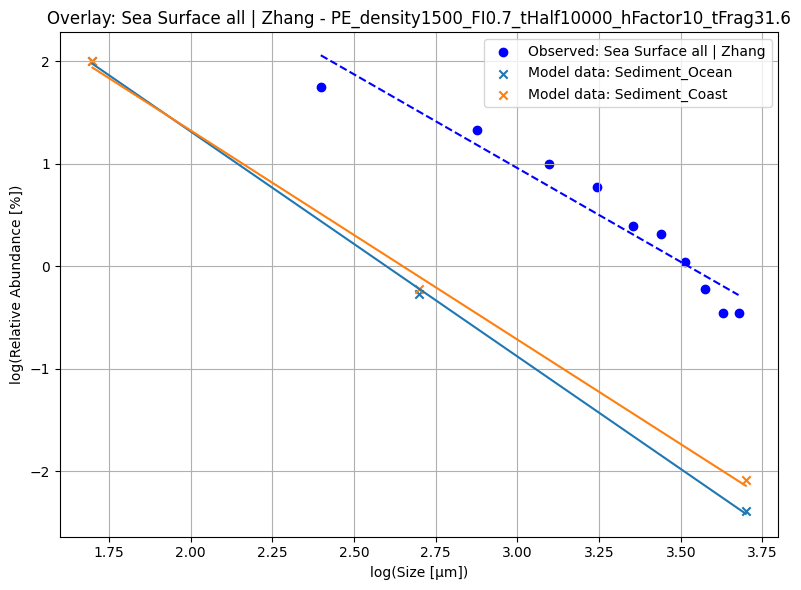 Overlay: Sea Surface all | Zhang - PE_density1500_FI0.7_tHalf10000_hFactor10_tFrag31.6
Observed: Sea Surface all | Zhang
Model data: Sediment_Ocean
Model data: Sediment_Coast
log(Relative Abundance [%])
2
1
0
−1
−2
1.75 2.00 2.25 2.50 2.75 3.00 3.25 3.50 3.75
log(Size [μm])